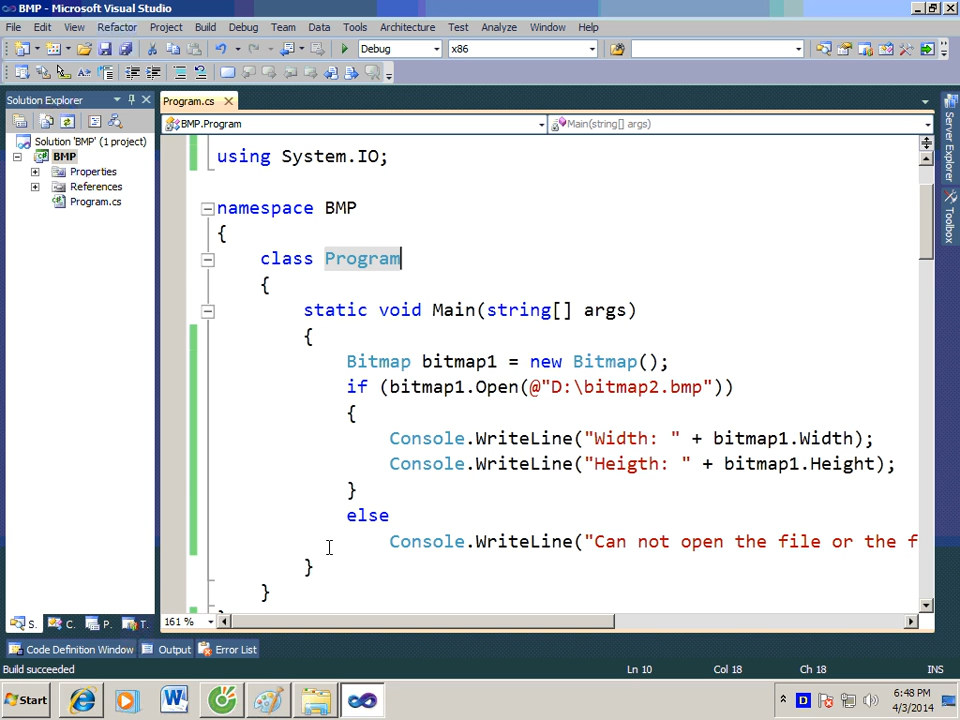 BMP - Microsoft Visual Studio
File Edit View Refactor Project Build Debug Team Data Tools Architecture Test Analyze Window Help
Debug x86
Solution Explorer
Program.cs
BMP.Program
Main(string[] args)
Solution 'BMP' (1 project)
BMP
Properties
References
Program.cs
using System.IO;
namespace BMP
{
class Program
{
static void Main(string[] args)
{
Bitmap bitmap1 = new Bitmap();
if (bitmap1.Open(@"D:\bitmap2.bmp"))
{
Console.WriteLine("Width: " + bitmap1.Width);
Console.WriteLine("Heigth: " + bitmap1.Height);
}
else
Console.WriteLine("Can not open the file or the f
}
}
Server Explorer
Toolbox
S. C. P. T.
161 %
Code Definition Window Output Error List
Build succeeded Ln 10 Col 18 Ch 18 INS
Start
D
6:48 PM
4/3/2014